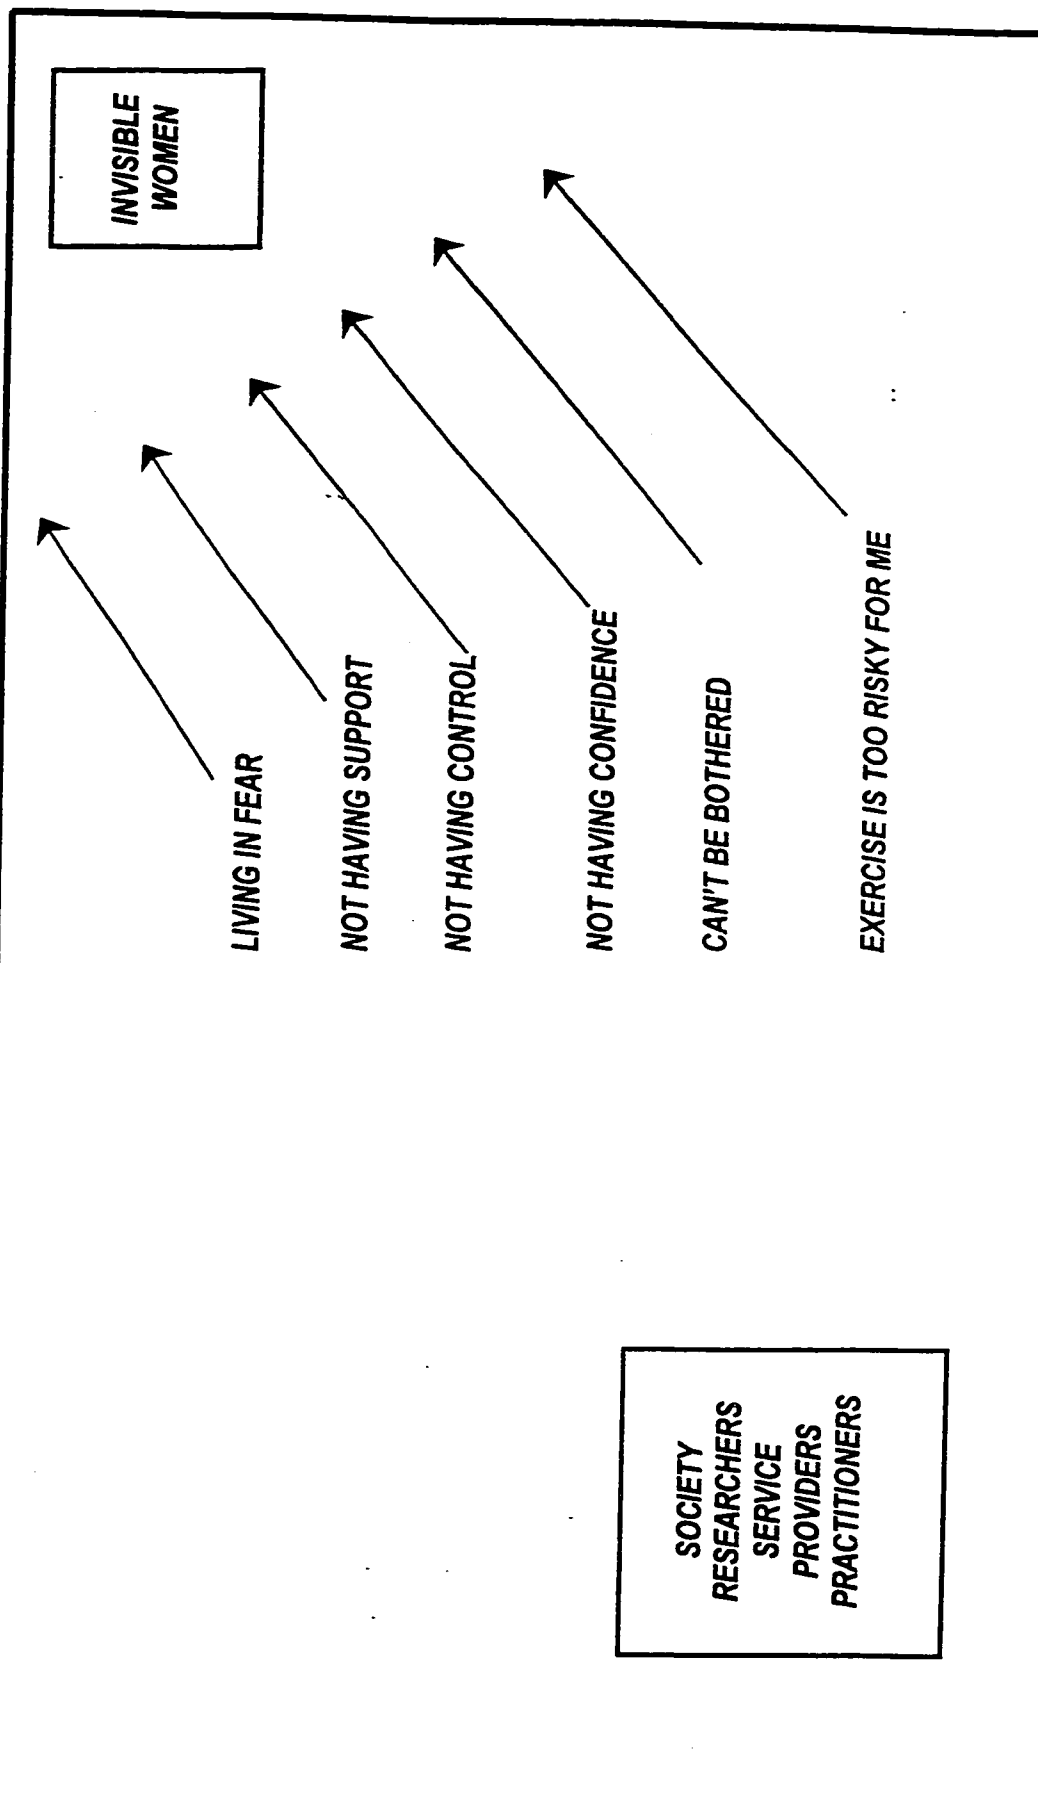 INVISIBLE
WOMEN
LIVING IN FEAR
NOT HAVING SUPPORT
NOT HAVING CONTROL
NOT HAVING CONFIDENCE
CAN'T BE BOTHERED
EXERCISE IS TOO RISKY FOR ME
SOCIETY
RESEARCHERS
SERVICE
PROVIDERS
PRACTITIONERS